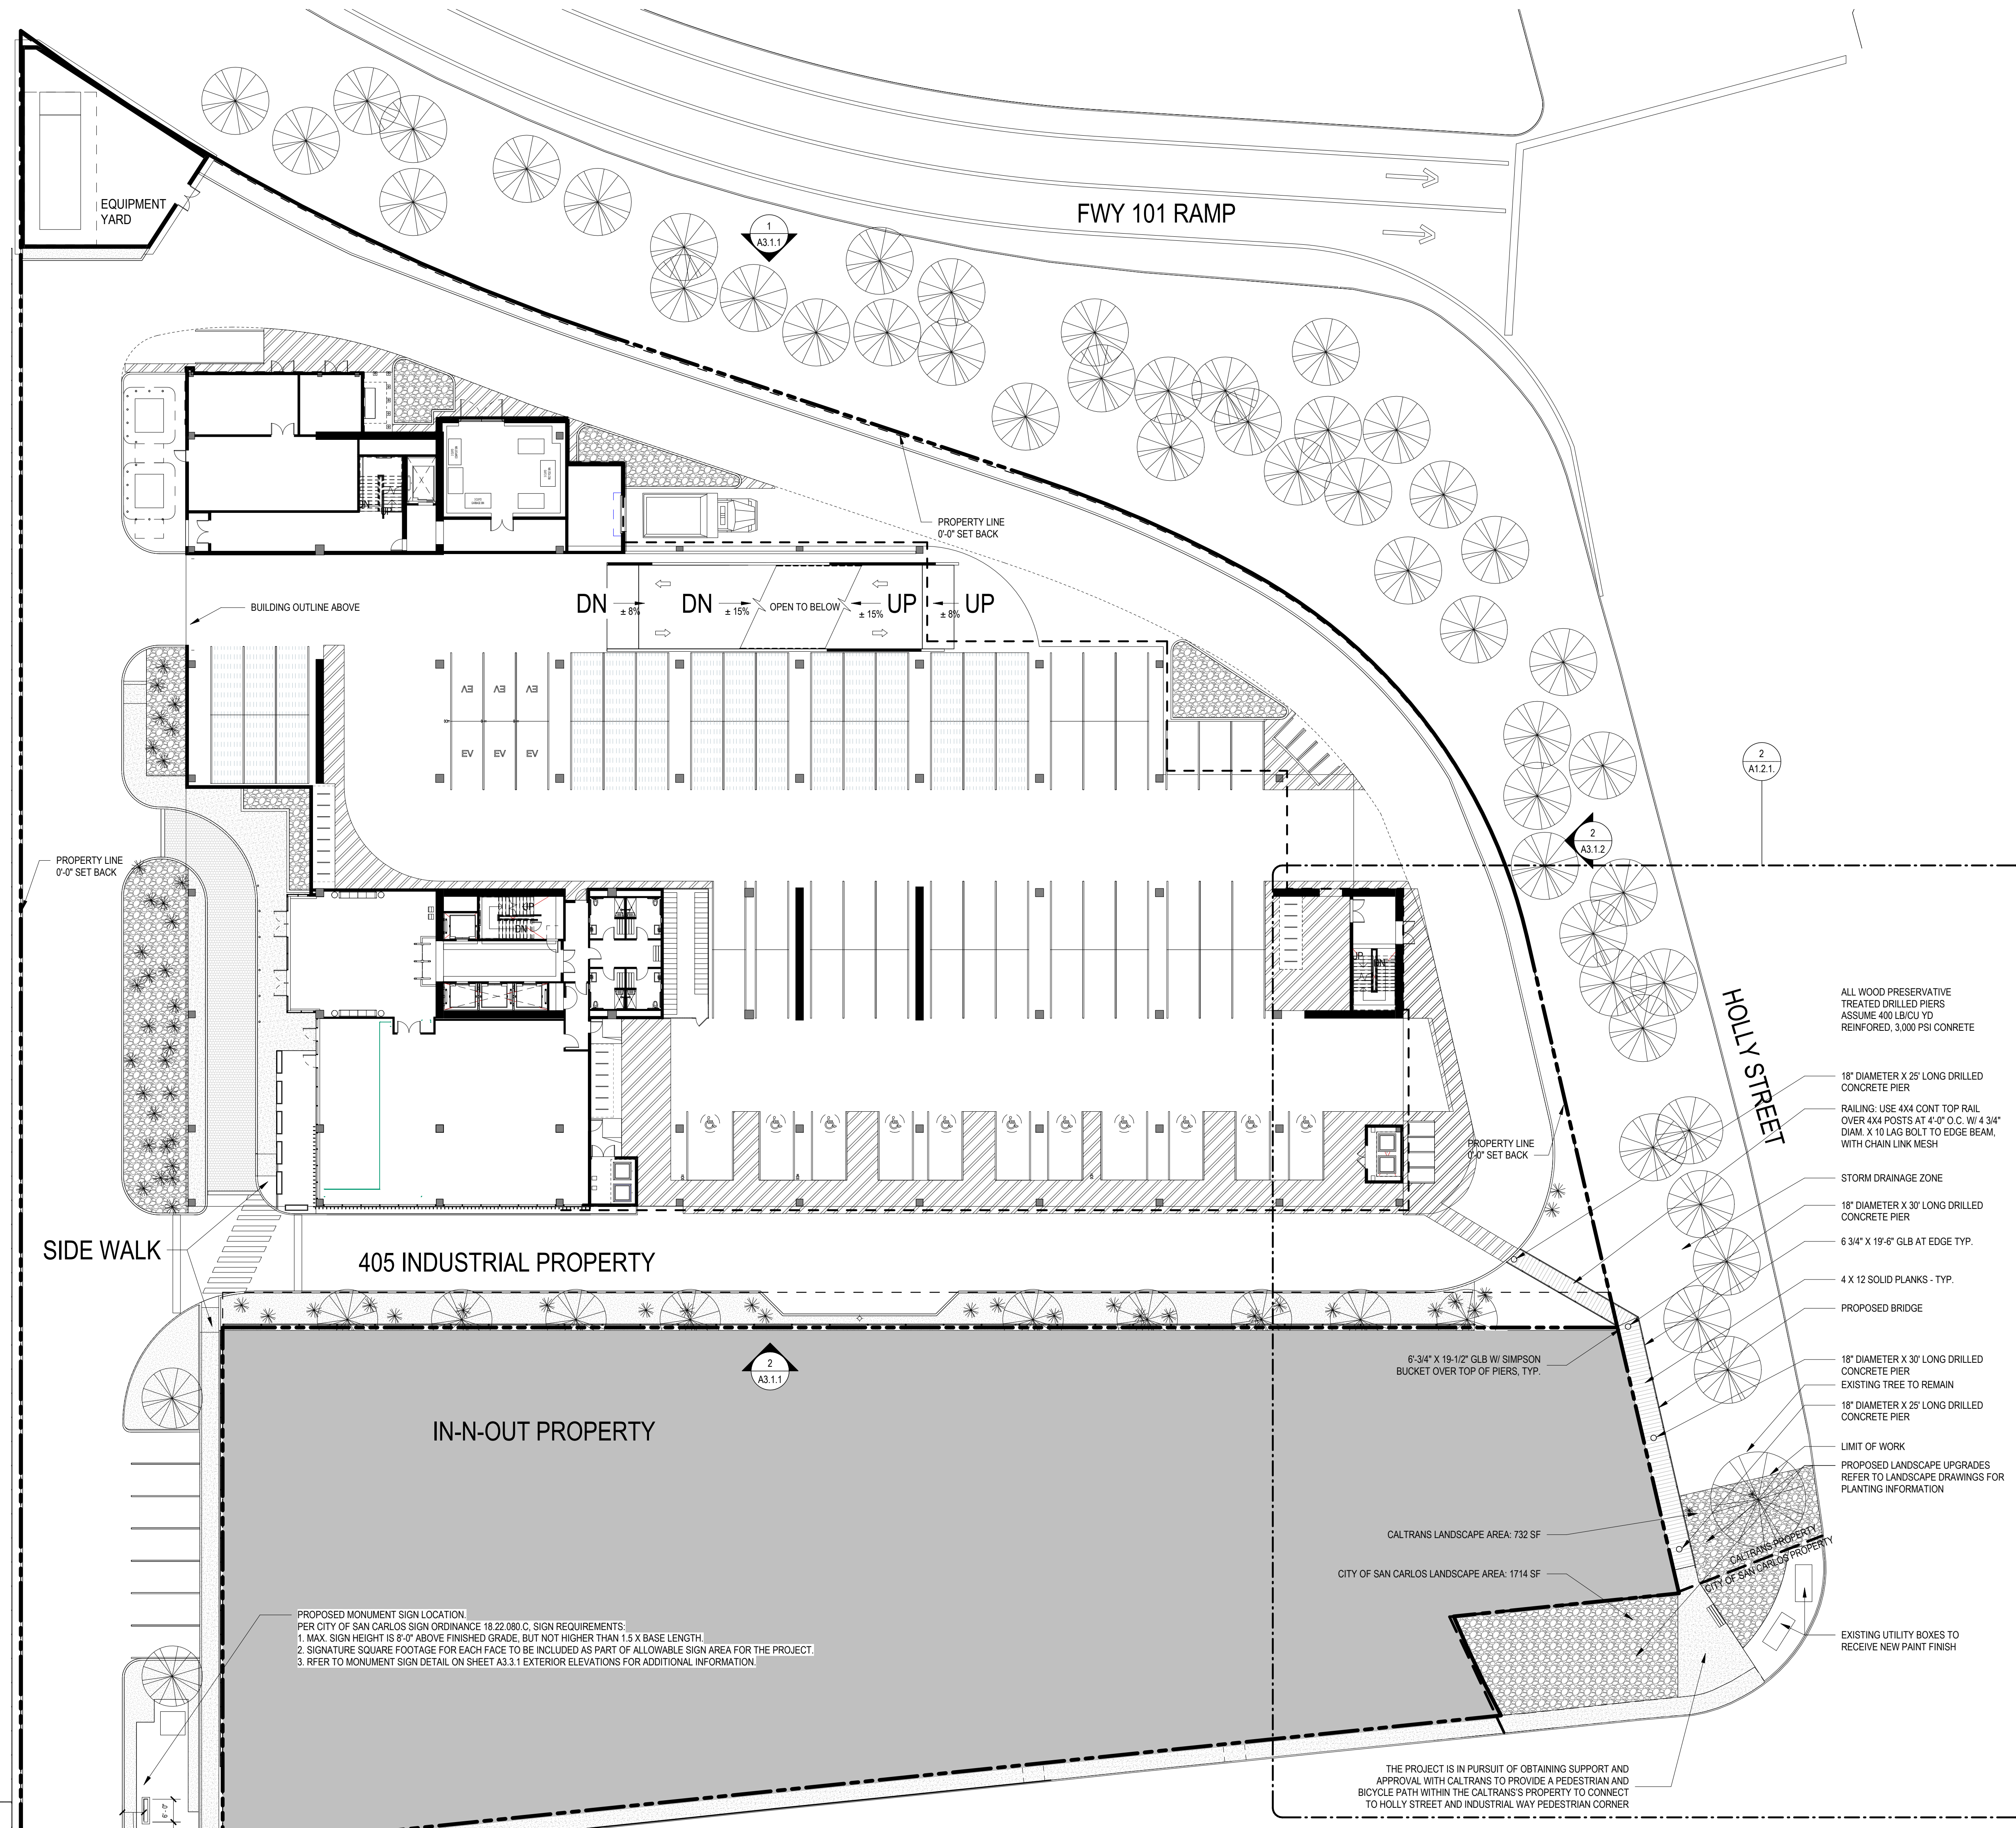 FWY 101 RAMP
EQUIPMENT
YARD
1
A3.1.1
PROPERTY LINE
0'-0" SET BACK
DN
± 8%
DN
± 15%
OPEN TO BELOW
± 15%
UP
± 8%
UP
BUILDING OUTLINE ABOVE
EV
EV
EV
EV
EV
EV
2
A1.2.1.
2
A3.1.2
PROPERTY LINE
0'-0" SET BACK
UP
DN
UP
DN
HOLLY STREET
ALL WOOD PRESERVATIVE
TREATED DRILLED PIERS
ASSUME 400 LB/CU YD
REINFORED, 3,000 PSI CONRETE
18" DIAMETER X 25' LONG DRILLED
CONCRETE PIER
RAILING: USE 4X4 CONT TOP RAIL
OVER 4X4 POSTS AT 4'-0" O.C. W/ 4 3/4"
DIAM. X 10 LAG BOLT TO EDGE BEAM,
WITH CHAIN LINK MESH
PROPERTY LINE
0'-0" SET BACK
STORM DRAINAGE ZONE
18" DIAMETER X 30' LONG DRILLED
CONCRETE PIER
6 3/4" X 19'-6" GLB AT EDGE TYP.
4 X 12 SOLID PLANKS - TYP.
PROPOSED BRIDGE
SIDE WALK
405 INDUSTRIAL PROPERTY
6'-3/4" X 19-1/2" GLB W/ SIMPSON
BUCKET OVER TOP OF PIERS, TYP.
18" DIAMETER X 30' LONG DRILLED
CONCRETE PIER
EXISTING TREE TO REMAIN
18" DIAMETER X 25' LONG DRILLED
CONCRETE PIER
2
A3.1.1
IN-N-OUT PROPERTY
LIMIT OF WORK
PROPOSED LANDSCAPE UPGRADES
REFER TO LANDSCAPE DRAWINGS FOR
PLANTING INFORMATION
CALTRANS LANDSCAPE AREA: 732 SF
CALTRANS PROPERTY
CITY OF SAN CARLOS PROPERTY
CITY OF SAN CARLOS LANDSCAPE AREA: 1714 SF
PROPOSED MONUMENT SIGN LOCATION.
PER CITY OF SAN CARLOS SIGN ORDINANCE 18.22.080.C, SIGN REQUIREMENTS:
1. MAX. SIGN HEIGHT IS 8'-0" ABOVE FINISHED GRADE, BUT NOT HIGHER THAN 1.5 X BASE LENGTH.
2. SIGNATURE SQUARE FOOTAGE FOR EACH FACE TO BE INCLUDED AS PART OF ALLOWABLE SIGN AREA FOR THE PROJECT.
3. RFER TO MONUMENT SIGN DETAIL ON SHEET A3.3.1 EXTERIOR ELEVATIONS FOR ADDITIONAL INFORMATION.
EXISTING UTILITY BOXES TO
RECEIVE NEW PAINT FINISH
THE PROJECT IS IN PURSUIT OF OBTAINING SUPPORT AND
APPROVAL WITH CALTRANS TO PROVIDE A PEDESTRIAN AND
BICYCLE PATH WITHIN THE CALTRANS'S PROPERTY TO CONNECT
TO HOLLY STREET AND INDUSTRIAL WAY PEDESTRIAN CORNER
6'-0"